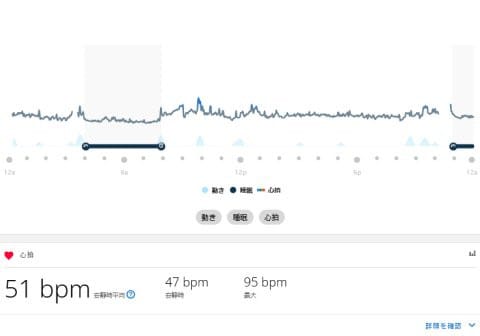 12a 6a 12p 6p 12a
動き 睡眠 心拍
動き 睡眠 心拍
心拍
51 bpm 安静時平均 ?
47 bpm
安静時
95 bpm
最大
詳細を確認